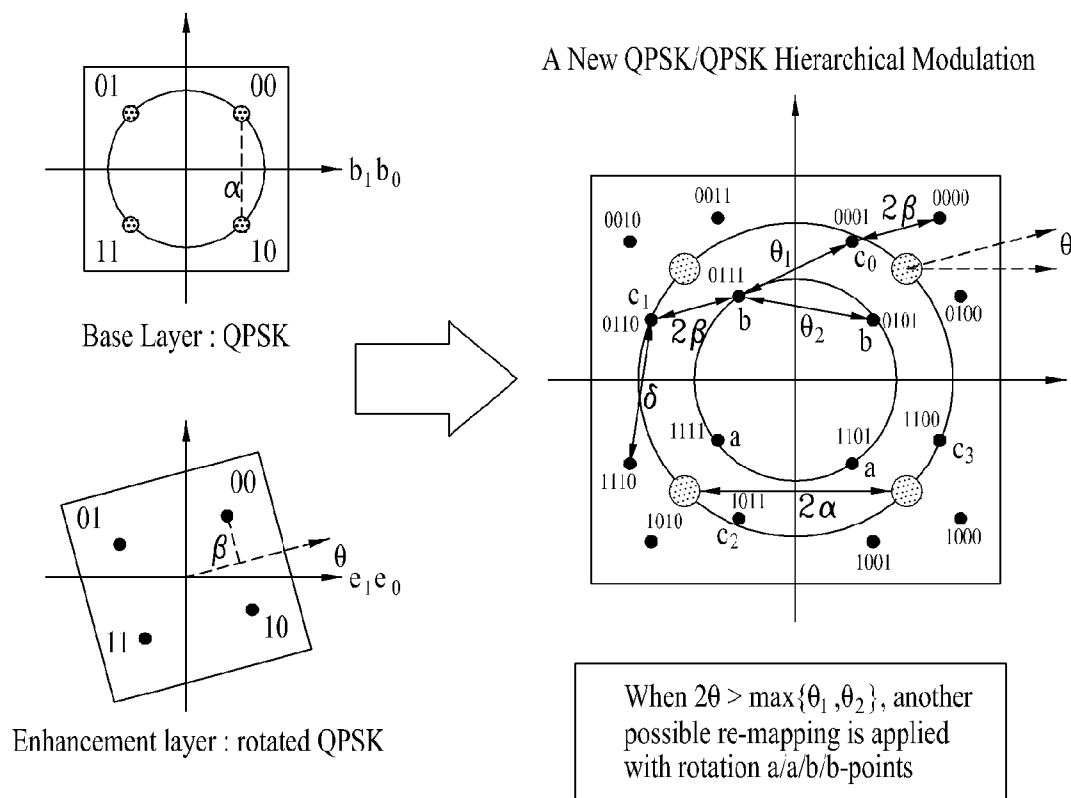 A New QPSK/QPSK Hierarchical Modulation
01
00
α
b₁b₀
11
10
Base Layer : QPSK
00
01
β
θ
e₁e₀
11
10
Enhancement layer : rotated QPSK
0011
0000
0010
0001
2β
θ
θ₁
c₀
0111
c₁
0100
0110
2β
b
θ₂
b
0101
δ
1111
a
1101
1100
a
c₃
1110
1011
2α
1010
c₂
1001
1000
When 2θ > max{θ₁,θ₂}, another
possible re-mapping is applied
with rotation a/a/b/b-points